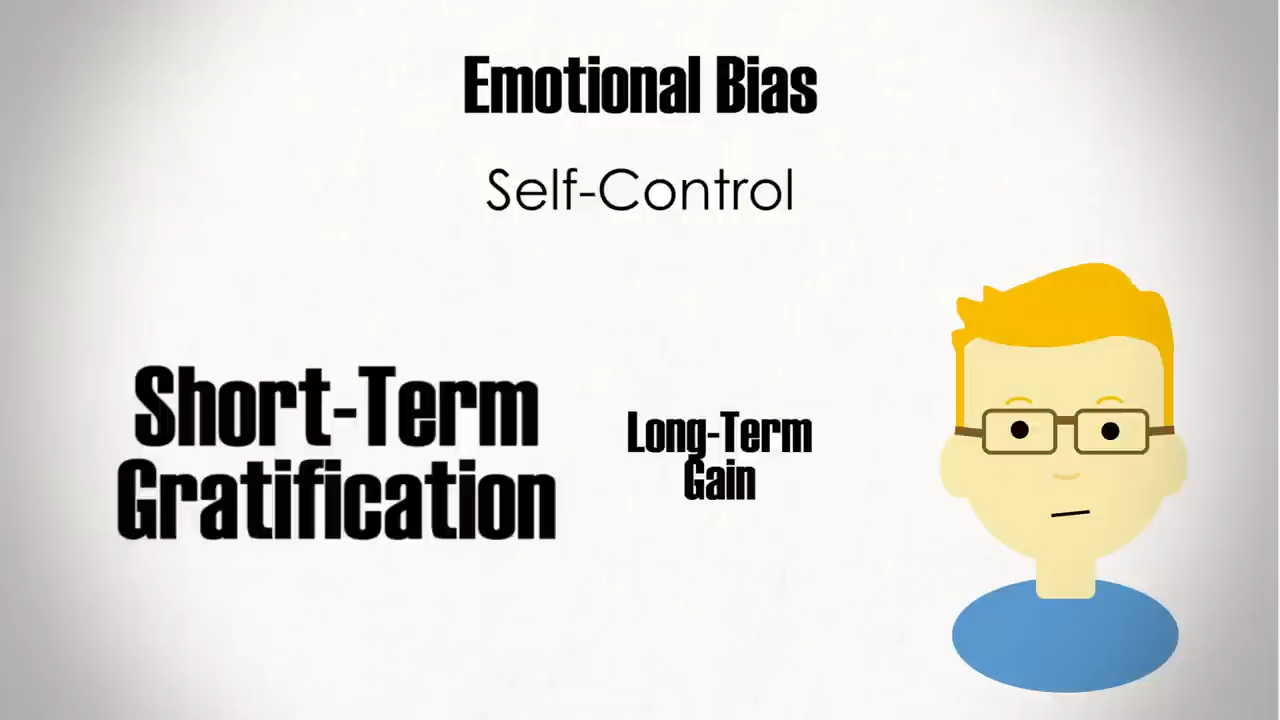 Emotional Bias
Self-Control
Short-Term
Gratification
Long-Term
Gain